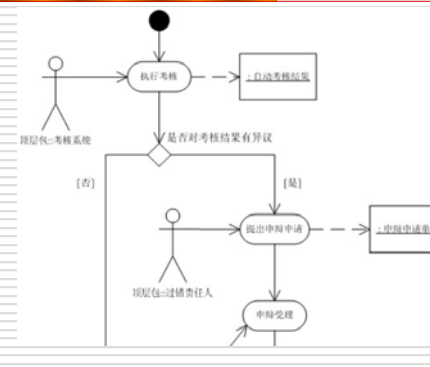 执行考核
: 自动考核结果
顶层包::考核系统
是否对考核结果有异议
[否]
[是]
提出申辩申请
: 申辩申请单
顶层包::过错责任人
申辩受理